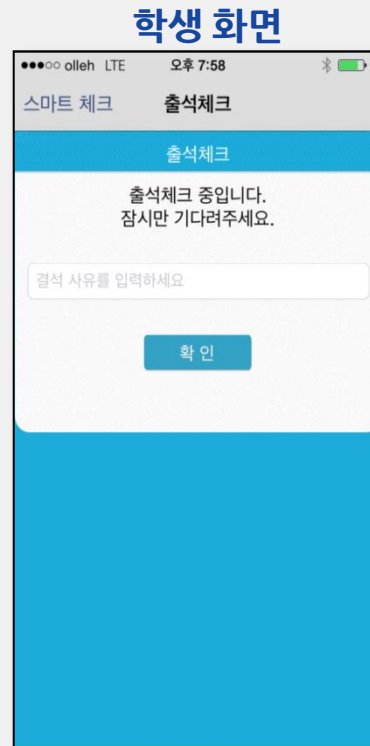 학생 화면
olleh LTE 오후 7:58
스마트 체크 출석체크
출석체크
출석체크 중입니다.
잠시만 기다려주세요.
결석 사유를 입력하세요
확 인